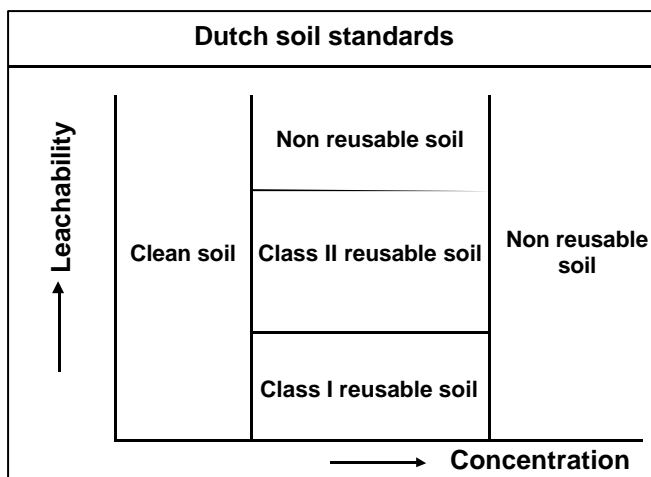 Dutch soil standards
Leachability
Non reusable soil
Clean soil
Class II reusable soil
Non reusable
soil
Class I reusable soil
Concentration